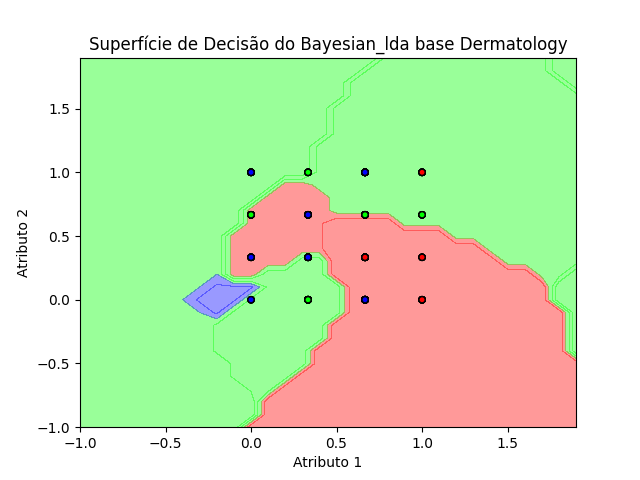 Superfície de Decisão do Bayesian_lda base Dermatology
1.5
1.0
0.5
0.0
−0.5
−1.0
Atributo 2
−1.0 −0.5 0.0 0.5 1.0 1.5
Atributo 1